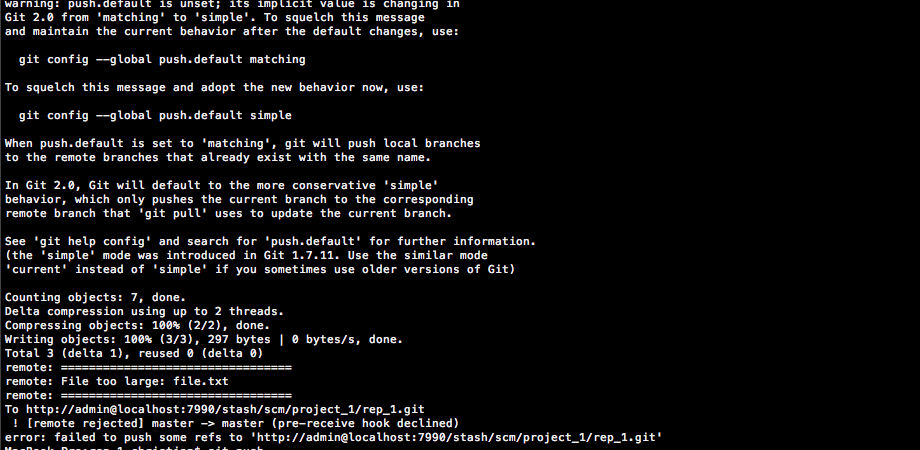 warning: push.default is unset; its implicit value is changing in
Git 2.0 from 'matching' to 'simple'. To squelch this message
and maintain the current behavior after the default changes, use:
git config --global push.default matching
To squelch this message and adopt the new behavior now, use:
git config --global push.default simple
When push.default is set to 'matching', git will push local branches
to the remote branches that already exist with the same name.
In Git 2.0, Git will default to the more conservative 'simple'
behavior, which only pushes the current branch to the corresponding
remote branch that 'git pull' uses to update the current branch.
See 'git help config' and search for 'push.default' for further information.
(the 'simple' mode was introduced in Git 1.7.11. Use the similar mode
'current' instead of 'simple' if you sometimes use older versions of Git)
Counting objects: 7, done.
Delta compression using up to 2 threads.
Compressing objects: 100% (2/2), done.
Writing objects: 100% (3/3), 297 bytes | 0 bytes/s, done.
Total 3 (delta 1), reused 0 (delta 0)
remote: =================================
remote: File too large: file.txt
remote: =================================
To http://admin@localhost:7990/stash/scm/project_1/rep_1.git
! [remote rejected] master -> master (pre-receive hook declined)
error: failed to push some refs to 'http://admin@localhost:7990/stash/scm/project_1/rep_1.git'
MacBook-Pro:rep_1 christian$ git push